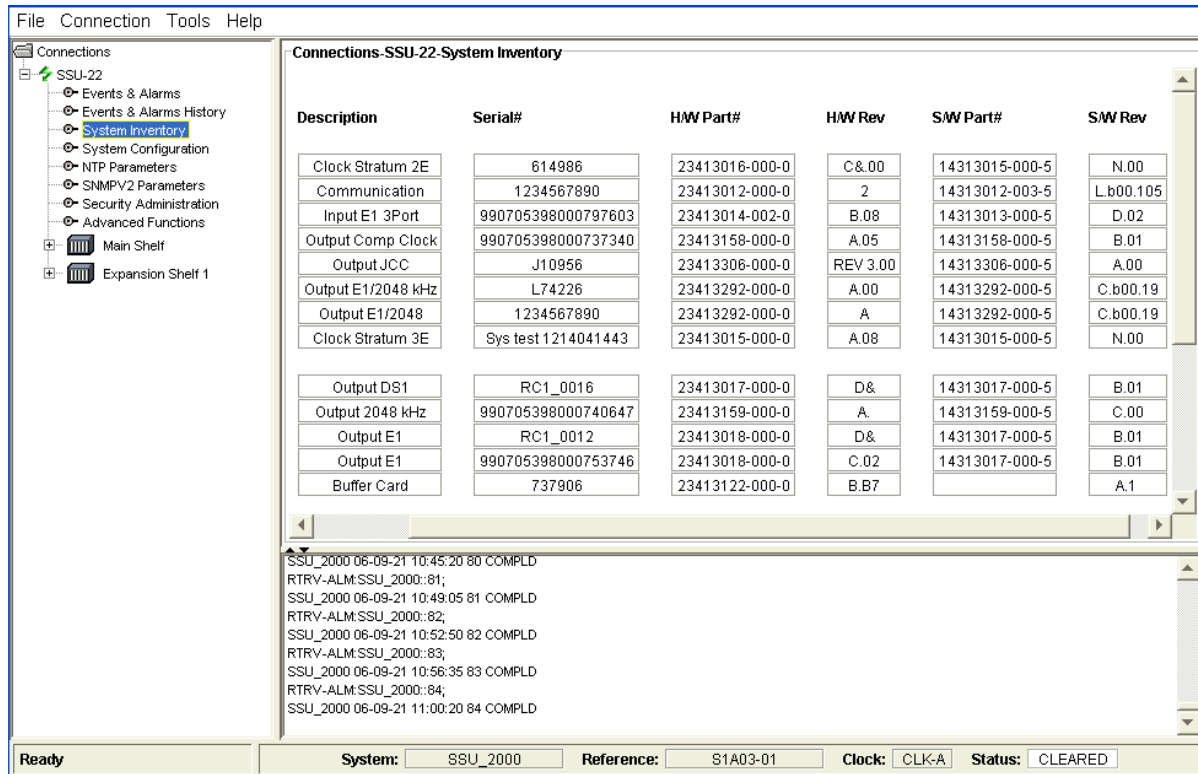 File Connection Tools Help
Connections
SSU-22
Events & Alarms
Events & Alarms History
System Inventory
System Configuration
NTP Parameters
SNMPV2 Parameters
Security Administration
Advanced Functions
Main Shelf
Expansion Shelf 1
Connections-SSU-22-System Inventory
Description Serial# H/W Part# H/W Rev S/W Part# S/W Rev
Clock Stratum 2E 614986 23413016-000-0 C&.00 14313015-000-5 N.00
Communication 1234567890 23413012-000-0 2 14313012-003-5 L.b00.105
Input E1 3Port 990705398000797603 23413014-002-0 B.08 14313013-000-5 D.02
Output Comp Clock 990705398000737340 23413158-000-0 A.05 14313158-000-5 B.01
Output JCC J10956 23413306-000-0 REV 3.00 14313306-000-5 A.00
Output E1/2048 kHz L74226 23413292-000-0 A.00 14313292-000-5 C.b00.19
Output E1/2048 1234567890 23413292-000-0 A 14313292-000-5 C.b00.19
Clock Stratum 3E Sys test 1214041443 23413015-000-0 A.08 14313015-000-5 N.00
Output DS1 RC1_0016 23413017-000-0 D& 14313017-000-5 B.01
Output 2048 kHz 990705398000740647 23413159-000-0 A. 14313159-000-5 C.00
Output E1 RC1_0012 23413018-000-0 D& 14313017-000-5 B.01
Output E1 990705398000753746 23413018-000-0 C.02 14313017-000-5 B.01
Buffer Card 737906 23413122-000-0 B.B7 A.1
SSU_2000 06-09-21 10:45:20 80 COMPLD
RTRV-ALM:SSU_2000::81;
SSU_2000 06-09-21 10:49:05 81 COMPLD
RTRV-ALM:SSU_2000::82;
SSU_2000 06-09-21 10:52:50 82 COMPLD
RTRV-ALM:SSU_2000::83;
SSU_2000 06-09-21 10:56:35 83 COMPLD
RTRV-ALM:SSU_2000::84;
SSU_2000 06-09-21 11:00:20 84 COMPLD
Ready System: SSU_2000 Reference: S1A03-01 Clock: CLK-A Status: CLEARED